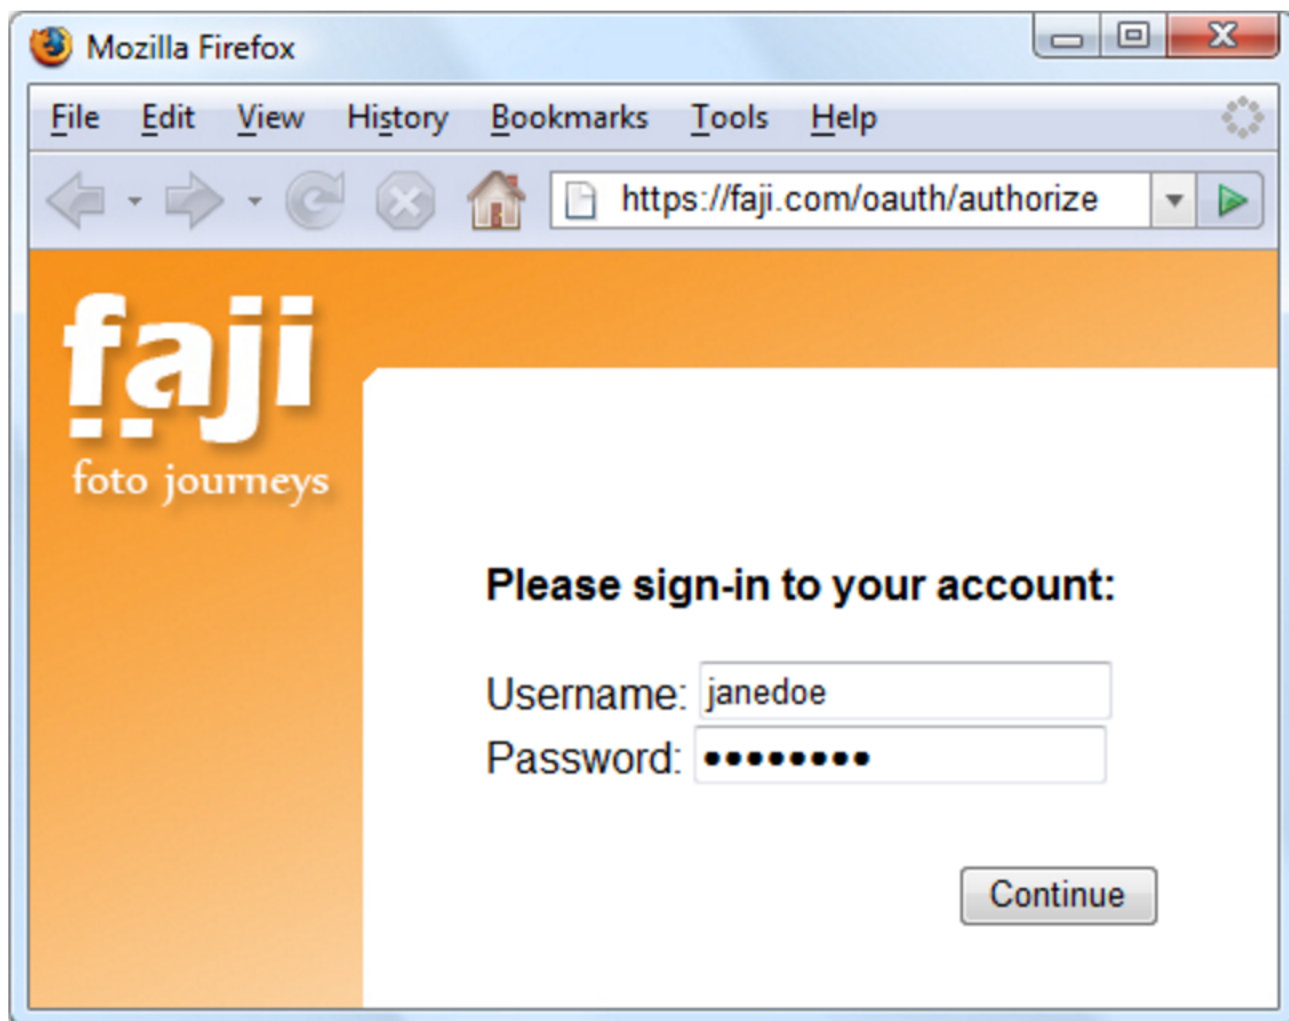 Mozilla Firefox
File Edit View History Bookmarks Tools Help
https://faji.com/oauth/authorize
faji
foto journeys
Please sign-in to your account:
Username: janedoe
Password: ••••••••
Continue